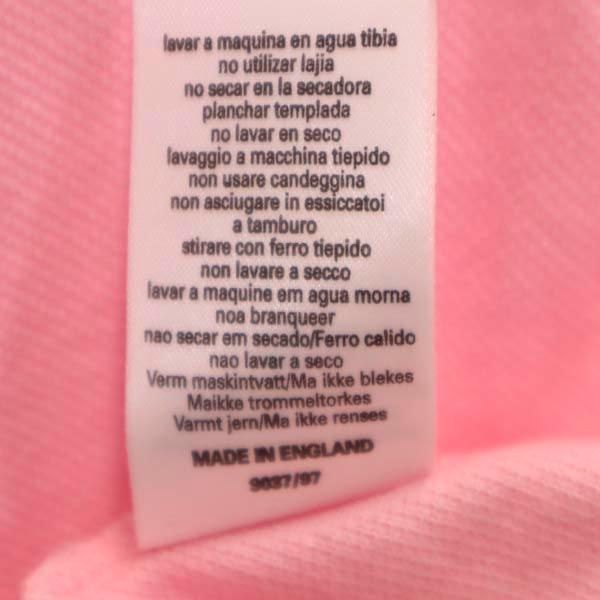 lavar a maquina en agua tibia
no utilizar lajia
no secar en la secadora
planchar templada
no lavar en seco
lavaggio a macchina tiepido
non usare candeggina
non asciugare in essiccatoi
a tamburo
stirare con ferro tiepido
non lavare a secco
lavar a maquine em agua morna
noa branqueer
nao secar em secado/Ferro calido
nao lavar a seco
Verm maskintvatt/Ma ikke blekes
Maikke trommeltorkes
Varmt jern/Ma ikke renses
MADE IN ENGLAND
9037/97